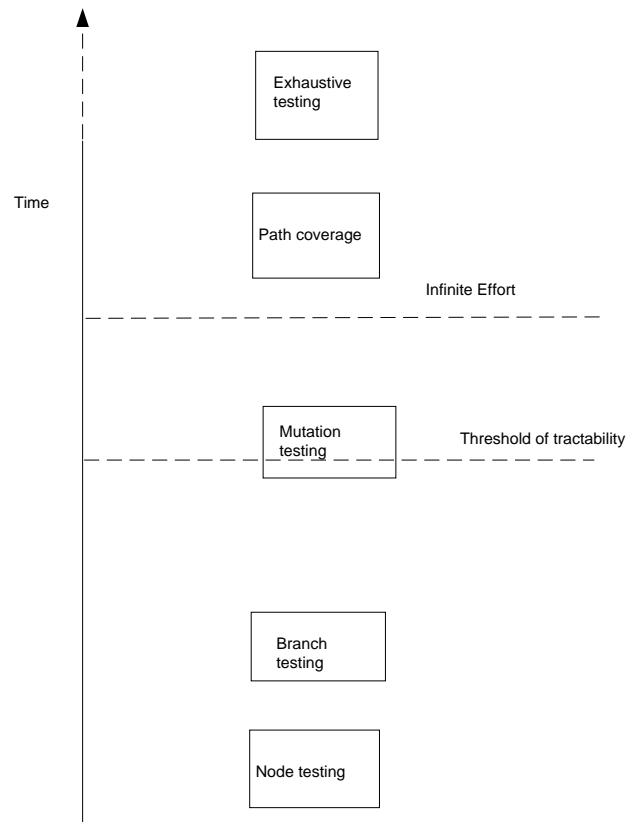 Exhaustive
testing
Time
Path coverage
Infinite Effort
Mutation
testing
Threshold of tractability
Branch
testing
Node testing